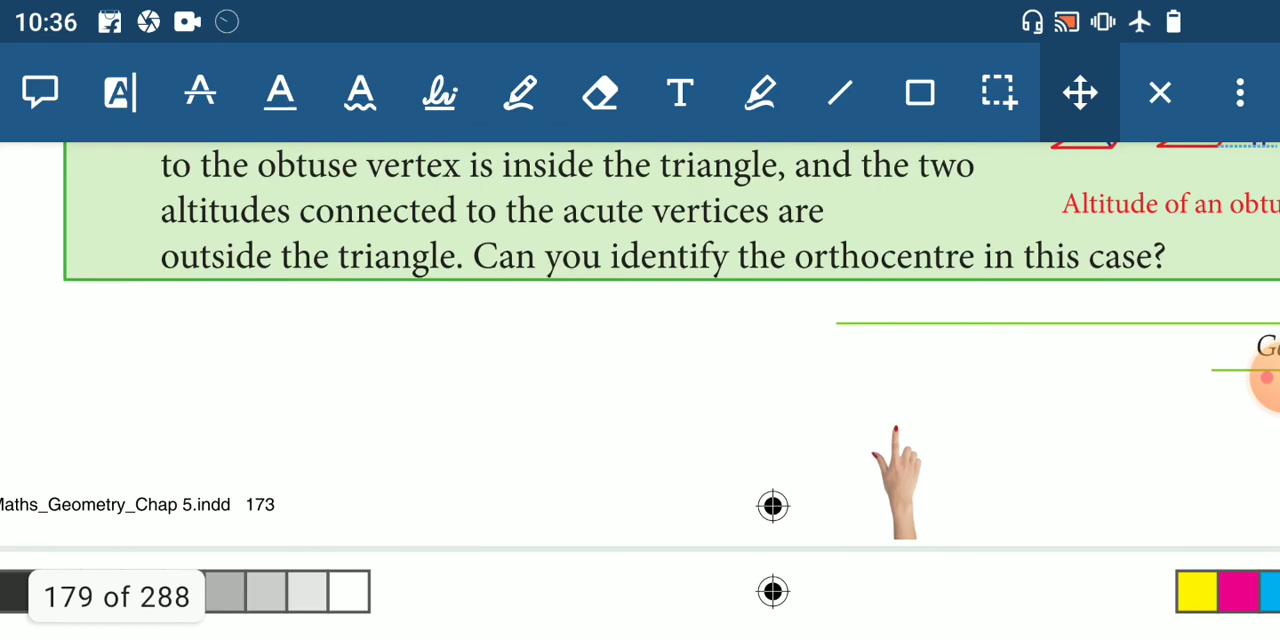 10:36
A
A
A
A
T
to the obtuse vertex is inside the triangle, and the two
altitudes connected to the acute vertices are
Altitude of an obtu
outside the triangle. Can you identify the orthocentre in this case?
Maths_Geometry_Chap 5.indd 173
179 of 288